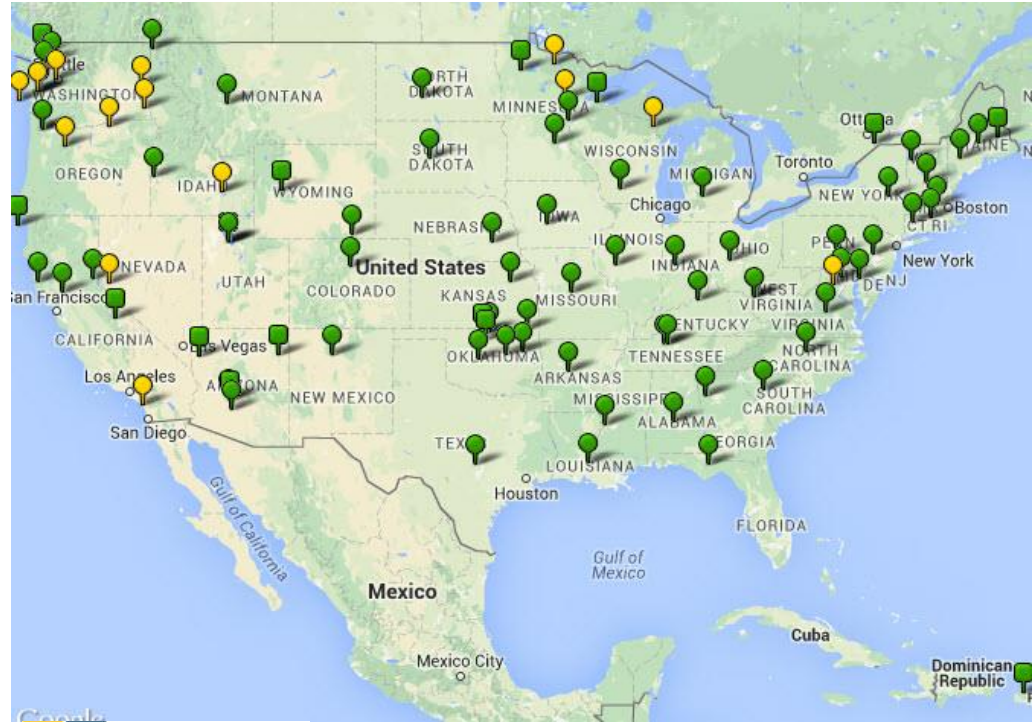 Seattle
WASHINGTON
MONTANA
NORTH
DAKOTA
MINNESOTA
Ottawa
MAINE
SOUTH
DAKOTA
WISCONSIN
MICHIGAN
Toronto
OREGON
IDAHO
WYOMING
NEW YORK
Chicago
Boston
CT RI
NEBRASKA
IOWA
ILLINOIS
OHIO
PENN
New York
NEVADA
United States
INDIANA
MD
DE
NJ
UTAH
COLORADO
KANSAS
MISSOURI
WEST
VIRGINIA
San Francisco
KENTUCKY
VIRGINIA
CALIFORNIA
Las Vegas
OKLAHOMA
TENNESSEE
NORTH
CAROLINA
Los Angeles
ARIZONA
NEW MEXICO
ARKANSAS
MISSISSIPPI
SOUTH
CAROLINA
San Diego
ALABAMA
TEXAS
GEORGIA
LOUISIANA
Houston
Gulf of California
FLORIDA
Gulf of
Mexico
Mexico
Cuba
Mexico City
Dominican
Republic
Google